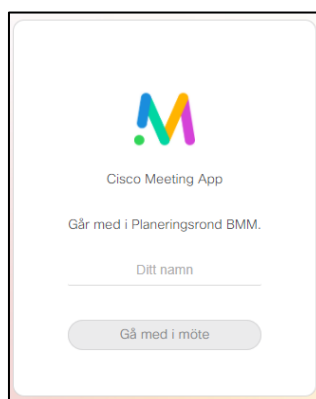 Cisco Meeting App
Går med i Planeringsrond BMM.
Ditt namn
Gå med i möte